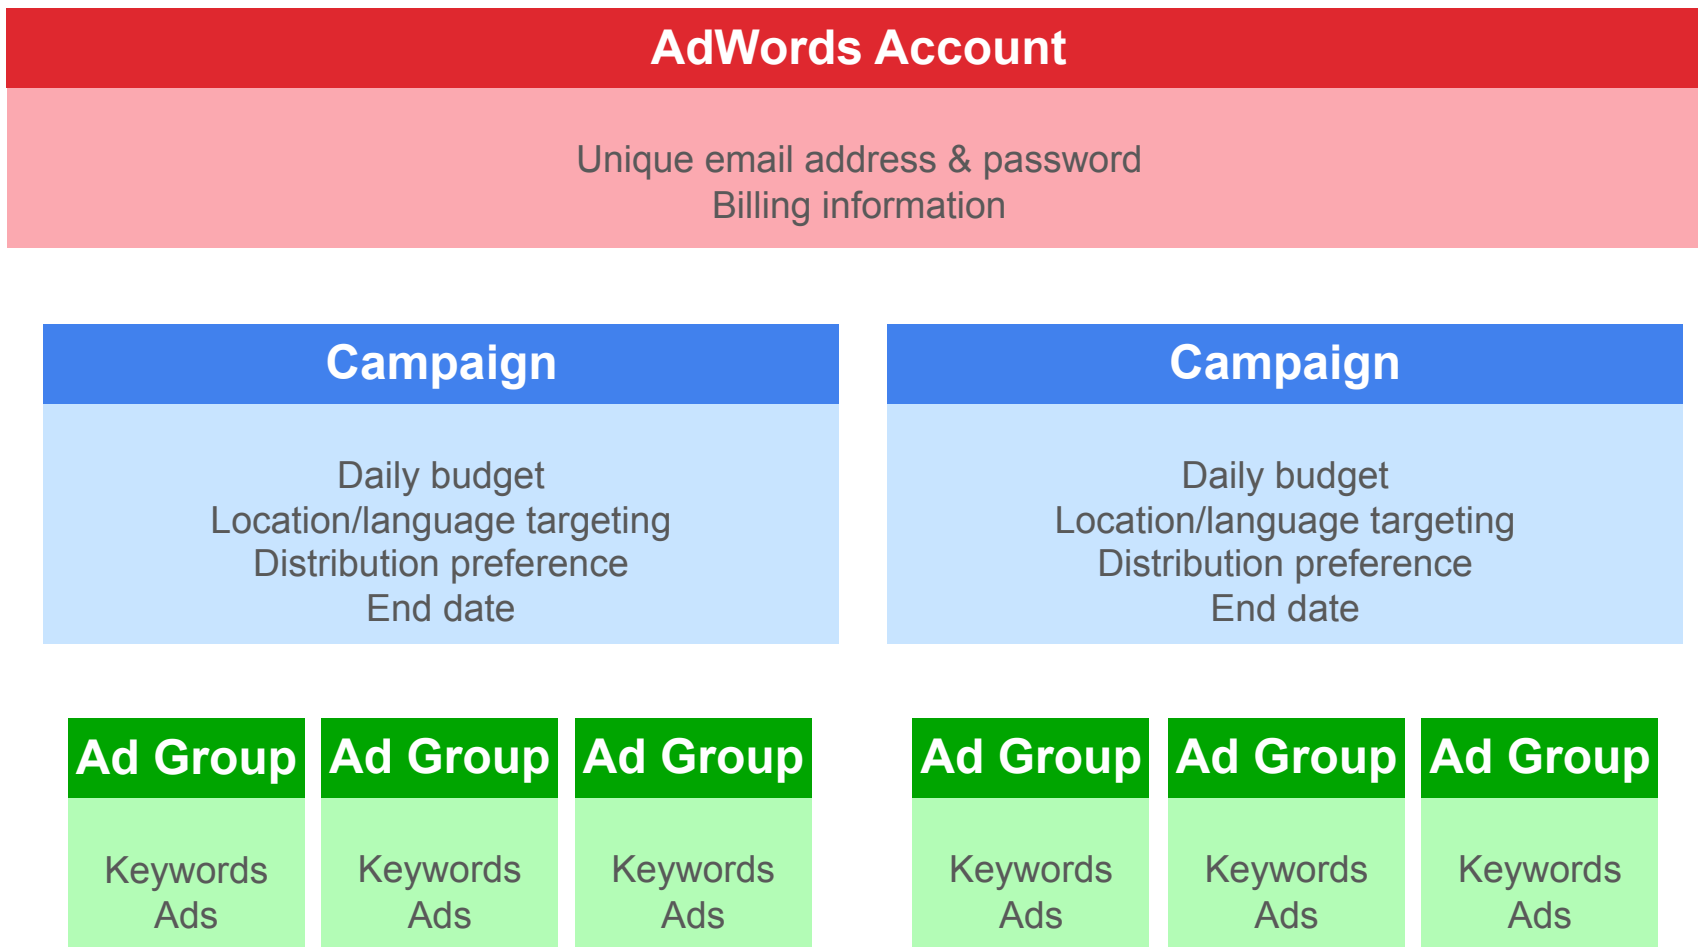 AdWords Account
Unique email address & password
Billing information
Campaign
Daily budget
Location/language targeting
Distribution preference
End date
Campaign
Daily budget
Location/language targeting
Distribution preference
End date
Ad Group
Keywords
Ads
Ad Group
Keywords
Ads
Ad Group
Keywords
Ads
Ad Group
Keywords
Ads
Ad Group
Keywords
Ads
Ad Group
Keywords
Ads